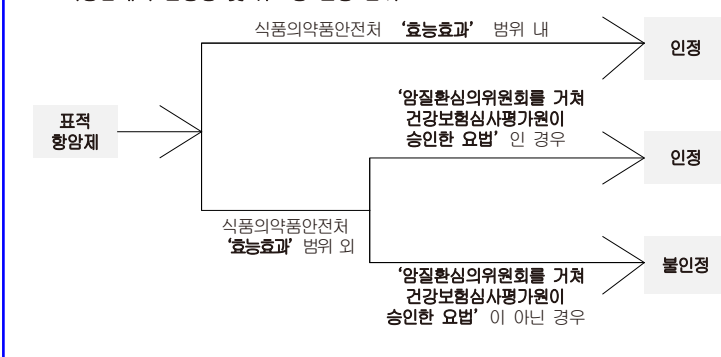 식품의약품안전처 '효능효과' 범위 내
인정
'암질환심의위원회를 거쳐
건강보험심사평가원이
승인한 요법' 인 경우
표적
항암제
인정
식품의약품안전처
'효능효과' 범위 외
불인정
'암질환심의위원회를 거쳐
건강보험심사평가원이
승인한 요법' 이 아닌 경우